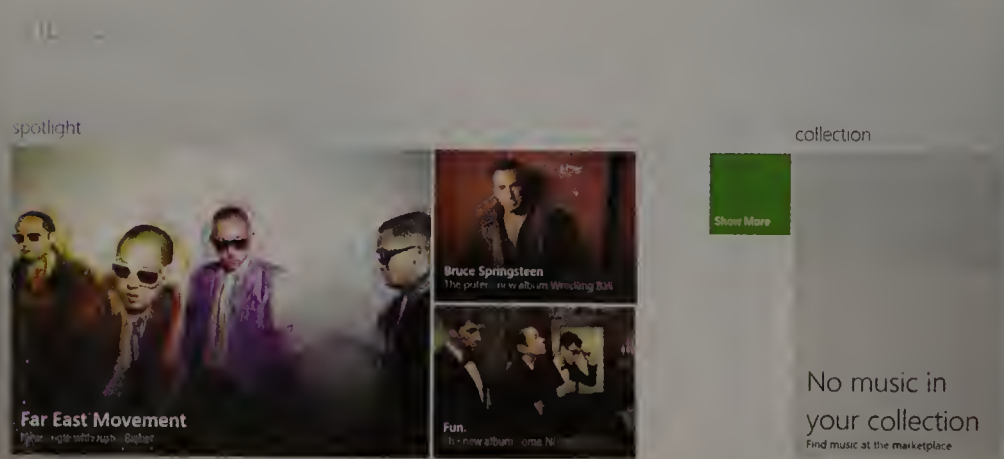 spotlight
collection
Show More
Bruce Springsteen
new album Wrecking Ball
Far East Movement
Fun.
new album
No music in
your collection
Find music at the marketplace